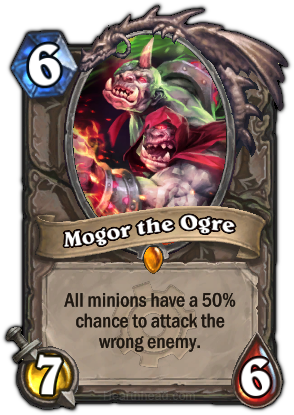 6
Mogor the Ogre
All minions have a 50%
chance to attack the
wrong enemy.
7
6